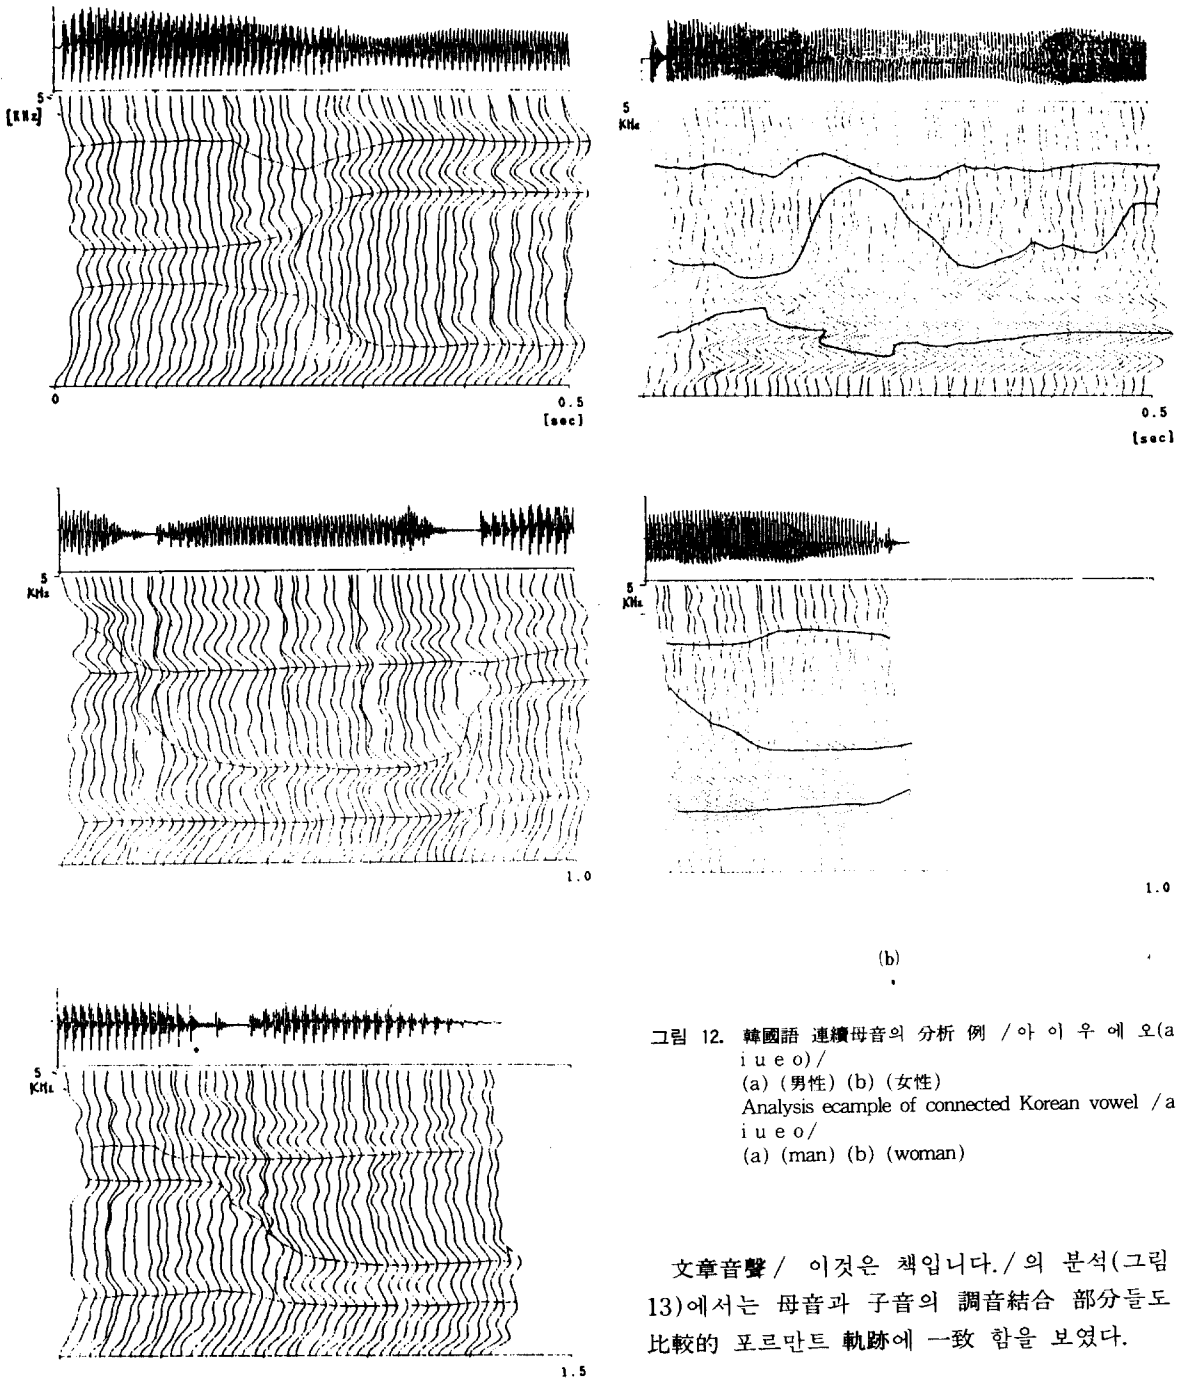 5
[KHz]
0
0.5
[sec]
5
KHz
1.0
5
KHz
1.5
5
KHz
0.5
[sec]
5
KHz
1.0
(b)
그림 12. 韓國語 連續母音의 分析 例 /아 이 우 에 오(a
i u e o)/
(a) (男性) (b) (女性)
Analysis ecample of connected Korean vowel /a
i u e o/
(a) (man) (b) (woman)
文章音聲/ 이것은 책입니다./의 분석(그림
13)에서는 母音과 子音의 調音結合 部分들도
比較的 포르만트 軌跡에 一致 함을 보였다.